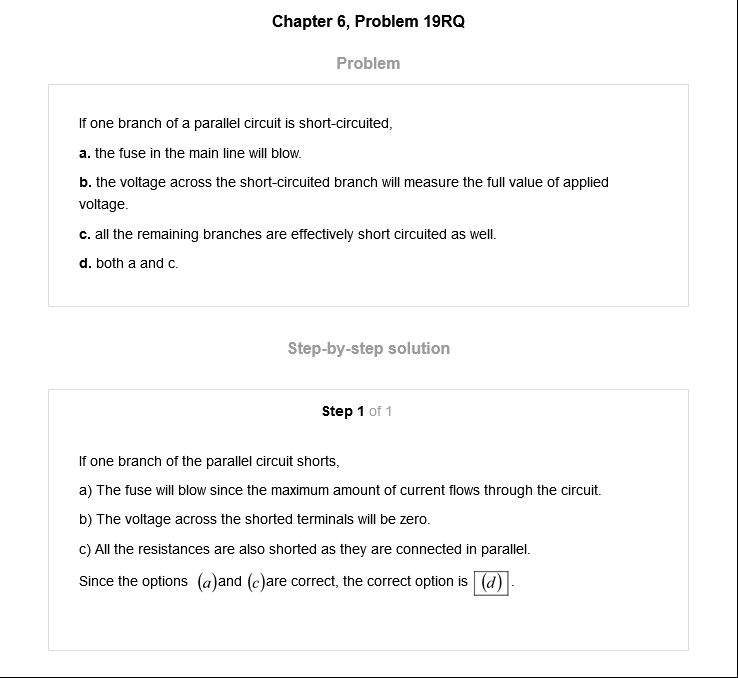 Chapter 6, Problem 19RQ
Problem
If one branch of a parallel circuit is short-circuited,
a. the fuse in the main line will blow.
b. the voltage across the short-circuited branch will measure the full value of applied
voltage.
c. all the remaining branches are effectively short circuited as well.
d. both a and c.
Step-by-step solution
Step 1 of 1
If one branch of the parallel circuit shorts,
a) The fuse will blow since the maximum amount of current flows through the circuit.
b) The voltage across the shorted terminals will be zero.
c) All the resistances are also shorted as they are connected in parallel.
Since the options (a)and (c)are correct, the correct option is (d).